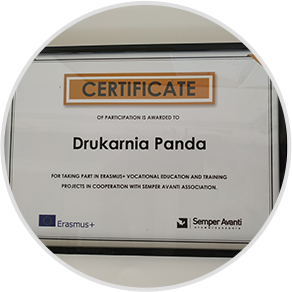 CERTIFICATE
OF PARTICIPATION IS AWARDED TO
Drukarnia Panda
FOR TAKING PART IN ERASMUS+ VOCATIONAL EDUCATION AND TRAINING
PROJECTS IN COOPERATION WITH SEMPER AVANTI ASSOCIATION.
Erasmus+
Semper Avanti